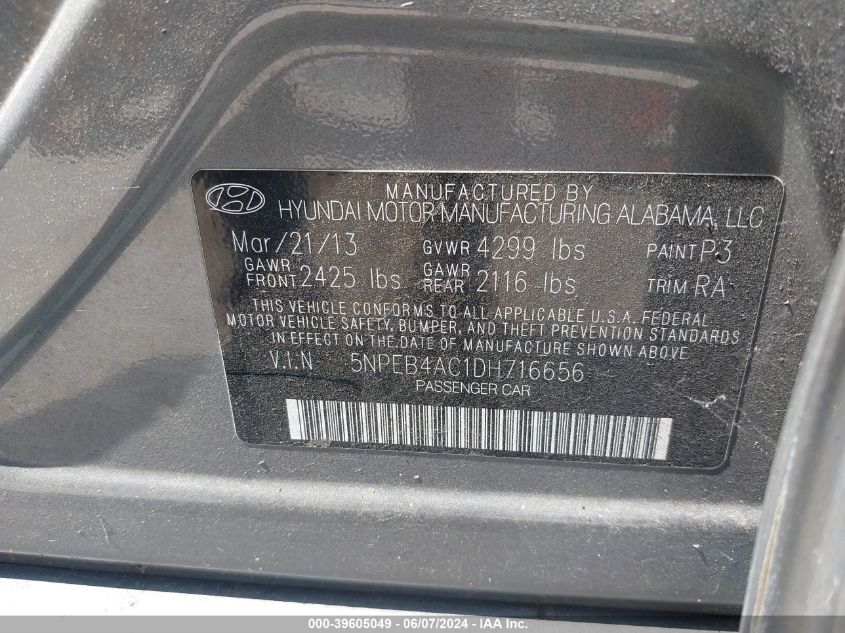 MANUFACTURED BY
HYUNDAI MOTOR MANUFACTURING ALABAMA, LLC
Mar/21/13 GVWR 4299 lbs PAINT P3
GAWR FRONT 2425 lbs GAWR REAR 2116 lbs TRIM RA
THIS VEHICLE CONFORMS TO ALL APPLICABLE U.S.A. FEDERAL
MOTOR VEHICLE SAFETY, BUMPER, AND THEFT PREVENTION STANDARDS
IN EFFECT ON THE DATE OF MANUFACTURE SHOWN ABOVE
V.I.N 5NPEB4AC1DH716656
PASSENGER CAR
000-39605049 - 06/07/2024 - IAA Inc.